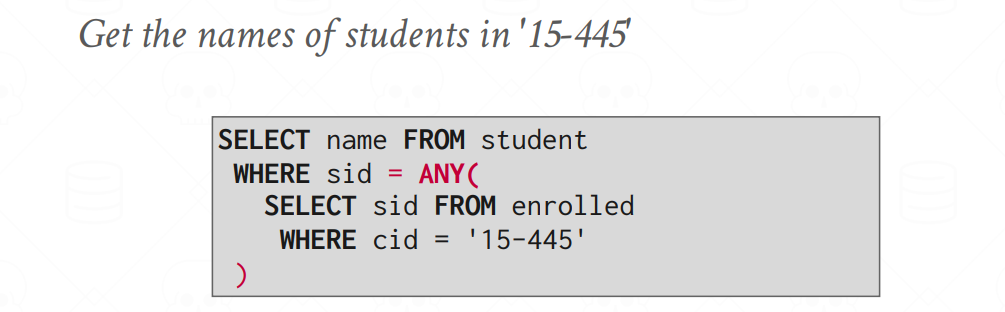 Get the names of students in '15-445'
SELECT name FROM student
WHERE sid = ANY(
SELECT sid FROM enrolled
WHERE cid = '15-445'
)